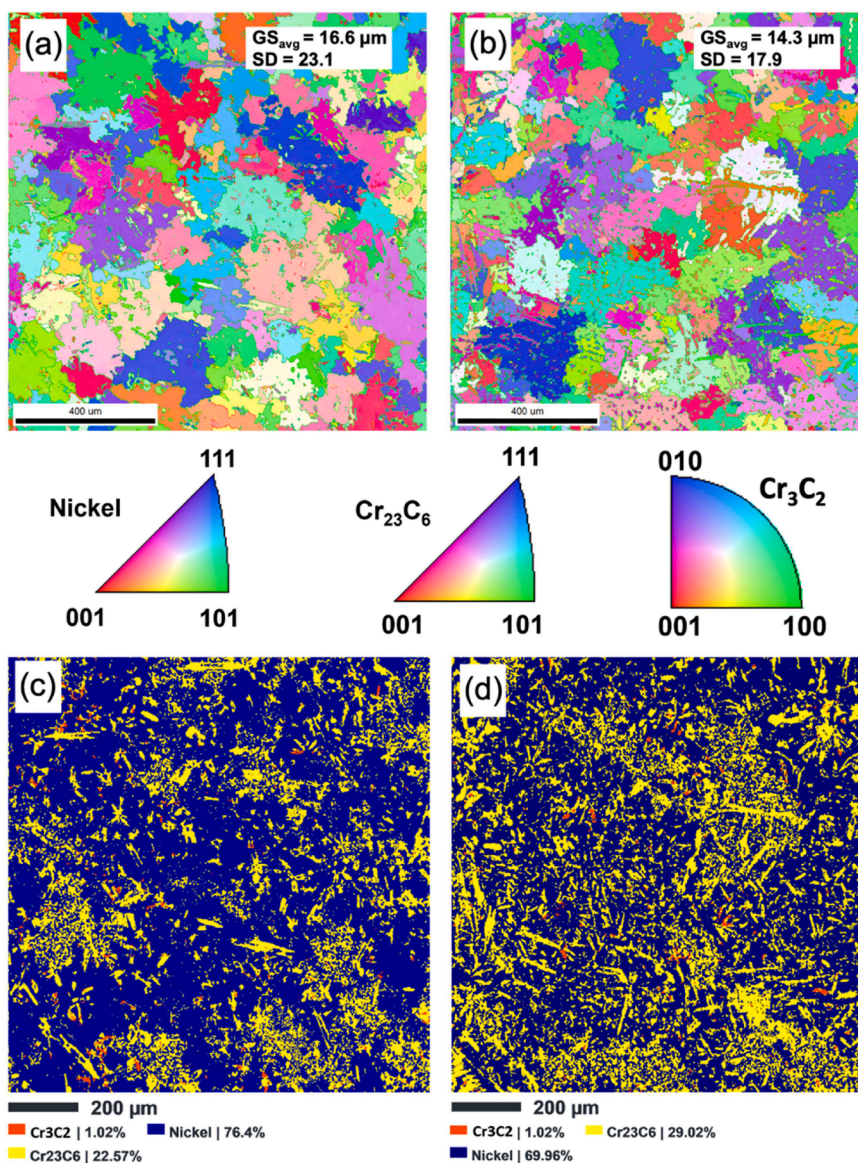 (a)
GSavg = 16.6 µm
SD = 23.1
400 um
(b)
GSavg = 14.3 µm
SD = 17.9
400 um
Nickel
111
001
101
Cr23C6
111
001
101
010
Cr3C2
001
100
(c)
200 µm
Cr3C2 | 1.02%
Nickel | 76.4%
Cr23C6 | 22.57%
(d)
200 µm
Cr3C2 | 1.02%
Cr23C6 | 29.02%
Nickel | 69.96%